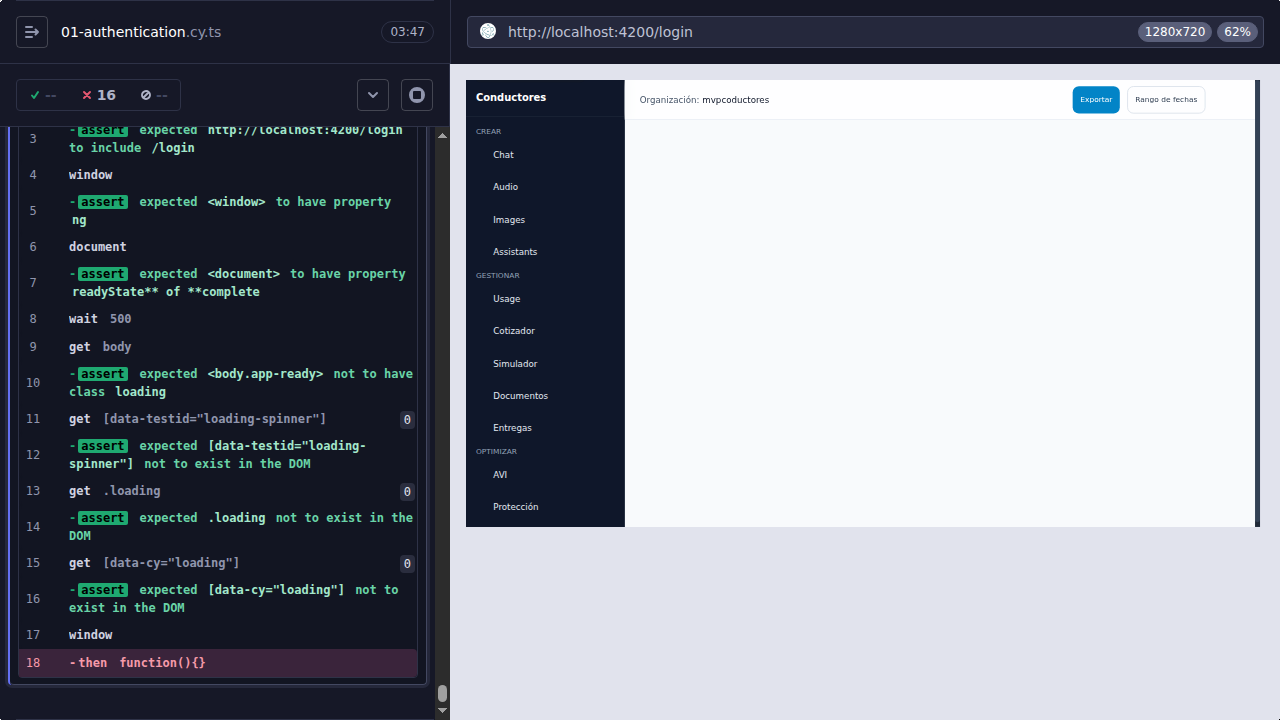 01-authentication.cy.ts
03:47
--
16
--
3
-assert expected http://localhost:4200/login
to include /login
4 window
5
-assert expected <window> to have property
ng
6 document
7
-assert expected <document> to have property
readyState** of **complete
8 wait 500
9 get body
10
-assert expected <body.app-ready> not to have
class loading
11 get [data-testid="loading-spinner"] 0
12
-assert expected [data-testid="loading-
spinner"] not to exist in the DOM
13 get .loading 0
14
-assert expected .loading not to exist in the
DOM
15 get [data-cy="loading"] 0
16
-assert expected [data-cy="loading"] not to
exist in the DOM
17 window
18 -then function(){}
http://localhost:4200/login
1280x720
62%
Conductores
CREAR
Chat
Audio
Images
Assistants
GESTIONAR
Usage
Cotizador
Simulador
Documentos
Entregas
OPTIMIZAR
AVI
Protección
Organización: mvpcoductores
Exportar
Rango de fechas